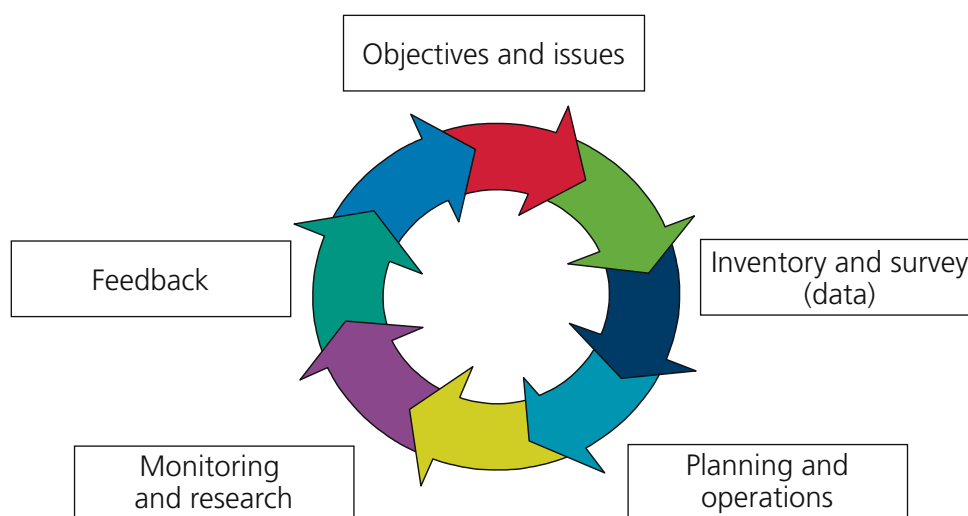 Objectives and issues
Inventory and survey
(data)
Planning and
operations
Monitoring
and research
Feedback